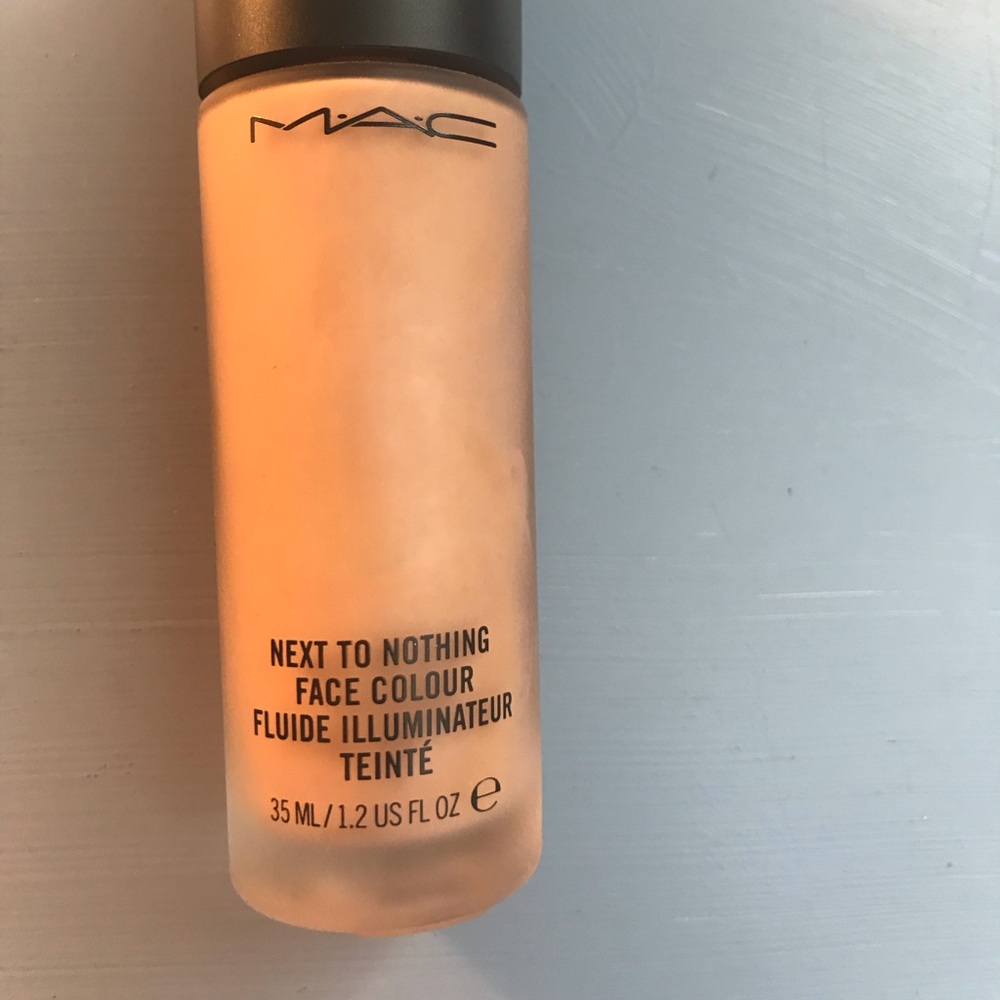 M·A·C
NEXT TO NOTHING
FACE COLOUR
FLUIDE ILLUMINATEUR
TEINTÉ
35 ML / 1.2 US FL OZ e